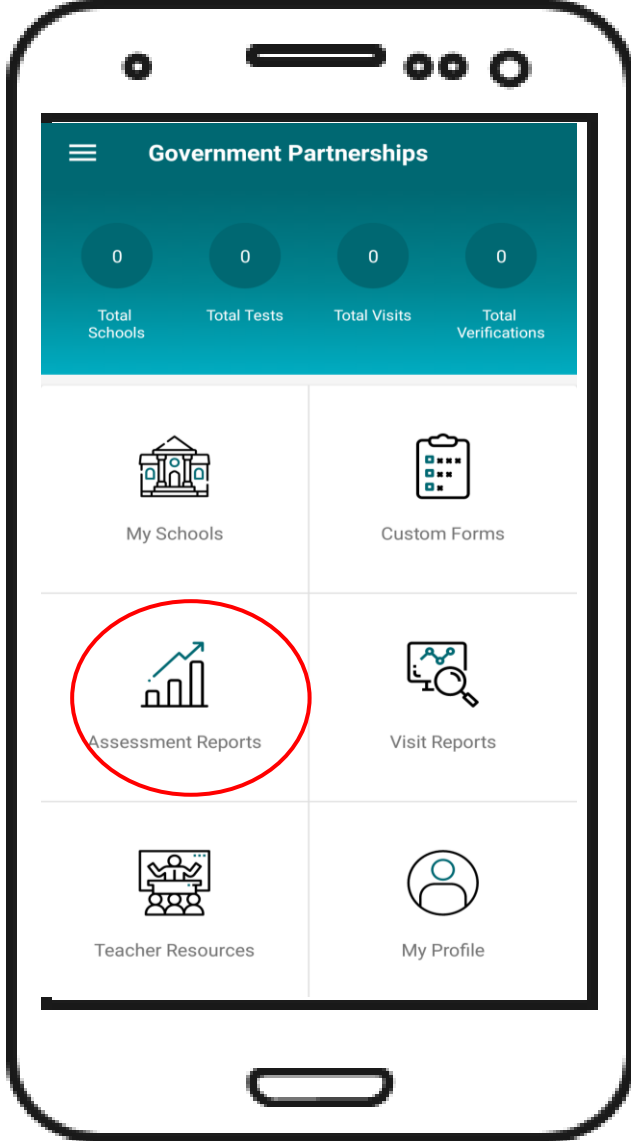 Government Partnerships
0 0 0 0
Total Schools
Total Tests
Total Visits
Total Verifications
My Schools
Custom Forms
Assessment Reports
Visit Reports
Teacher Resources
My Profile